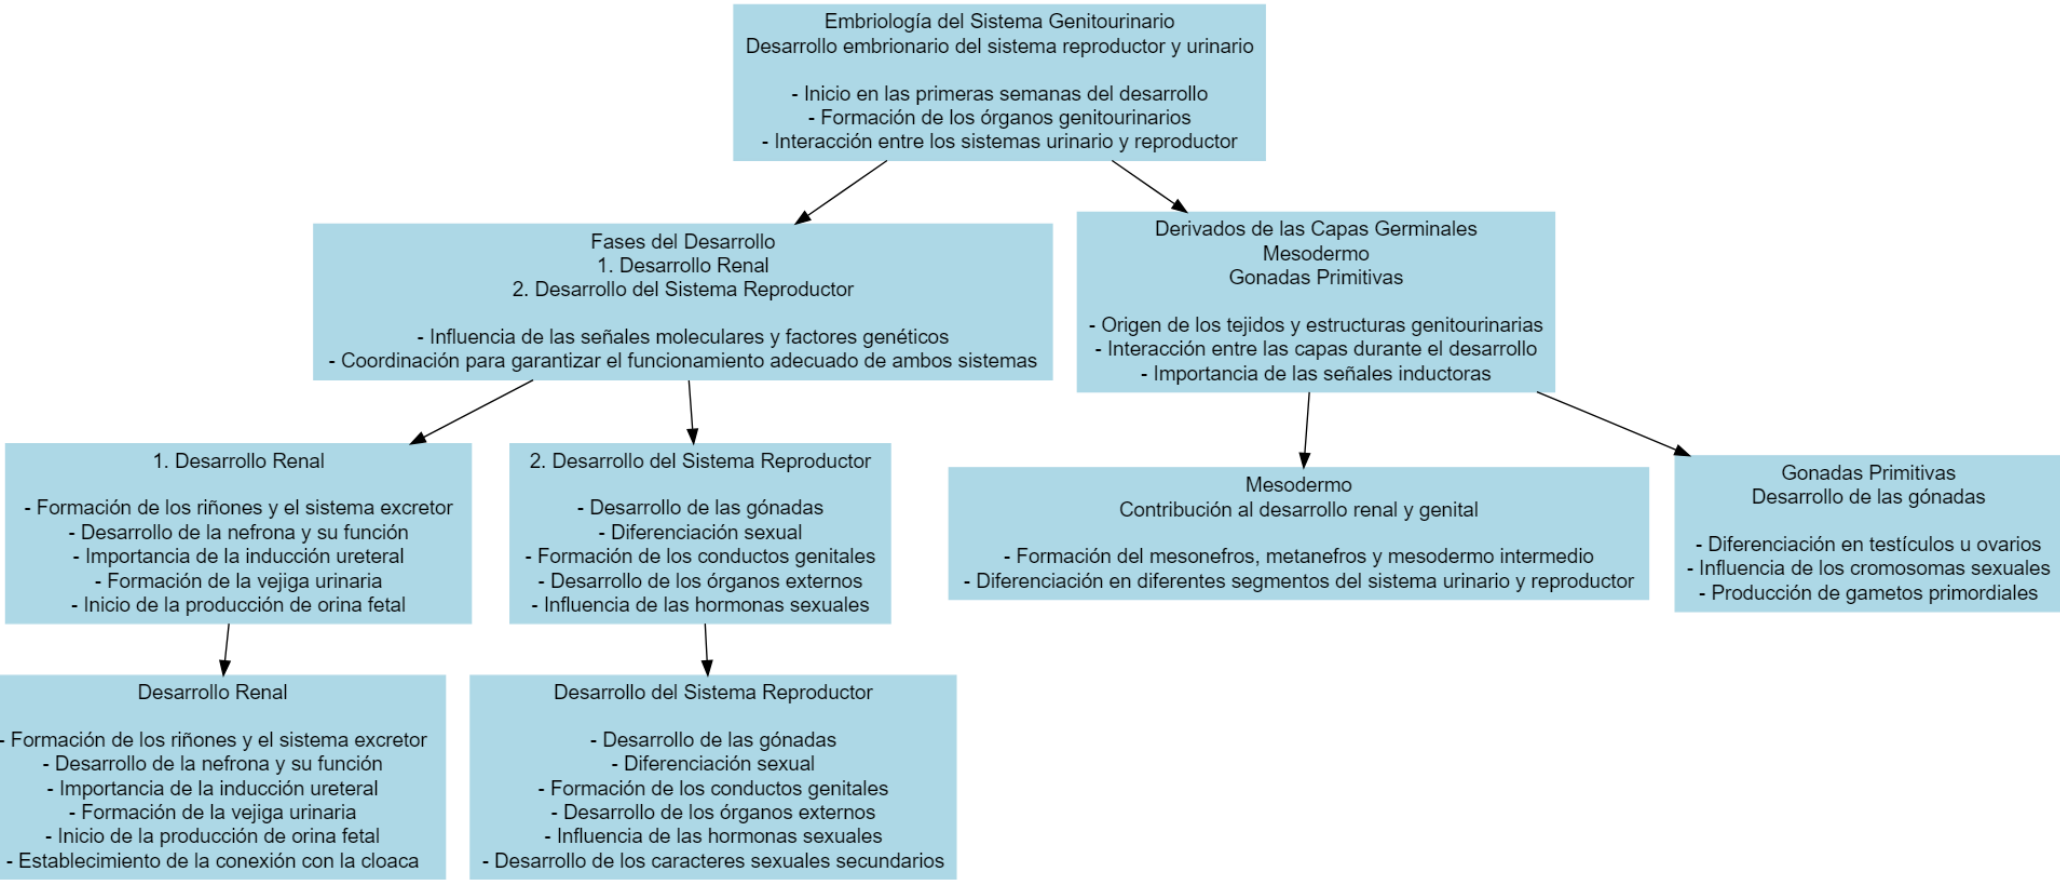 Embriología del Sistema Genitourinario
Desarrollo embrionario del sistema reproductor y urinario
- Inicio en las primeras semanas del desarrollo
- Formación de los órganos genitourinarios
- Interacción entre los sistemas urinario y reproductor
Fases del Desarrollo
1. Desarrollo Renal
2. Desarrollo del Sistema Reproductor
- Influencia de las señales moleculares y factores genéticos
- Coordinación para garantizar el funcionamiento adecuado de ambos sistemas
Derivados de las Capas Germinales
Mesodermo
Gonadas Primitivas
- Origen de los tejidos y estructuras genitourinarias
- Interacción entre las capas durante el desarrollo
- Importancia de las señales inductoras
1. Desarrollo Renal
- Formación de los riñones y el sistema excretor
- Desarrollo de la nefrona y su función
- Importancia de la inducción ureteral
- Formación de la vejiga urinaria
- Inicio de la producción de orina fetal
2. Desarrollo del Sistema Reproductor
- Desarrollo de las gónadas
- Diferenciación sexual
- Formación de los conductos genitales
- Desarrollo de los órganos externos
- Influencia de las hormonas sexuales
Mesodermo
Contribución al desarrollo renal y genital
- Formación del mesonefros, metanefros y mesodermo intermedio
- Diferenciación en diferentes segmentos del sistema urinario y reproductor
Gonadas Primitivas
Desarrollo de las gónadas
- Diferenciación en testículos u ovarios
- Influencia de los cromosomas sexuales
- Producción de gametos primordiales
Desarrollo Renal
- Formación de los riñones y el sistema excretor
- Desarrollo de la nefrona y su función
- Importancia de la inducción ureteral
- Formación de la vejiga urinaria
- Inicio de la producción de orina fetal
- Establecimiento de la conexión con la cloaca
Desarrollo del Sistema Reproductor
- Desarrollo de las gónadas
- Diferenciación sexual
- Formación de los conductos genitales
- Desarrollo de los órganos externos
- Influencia de las hormonas sexuales
- Desarrollo de los caracteres sexuales secundarios